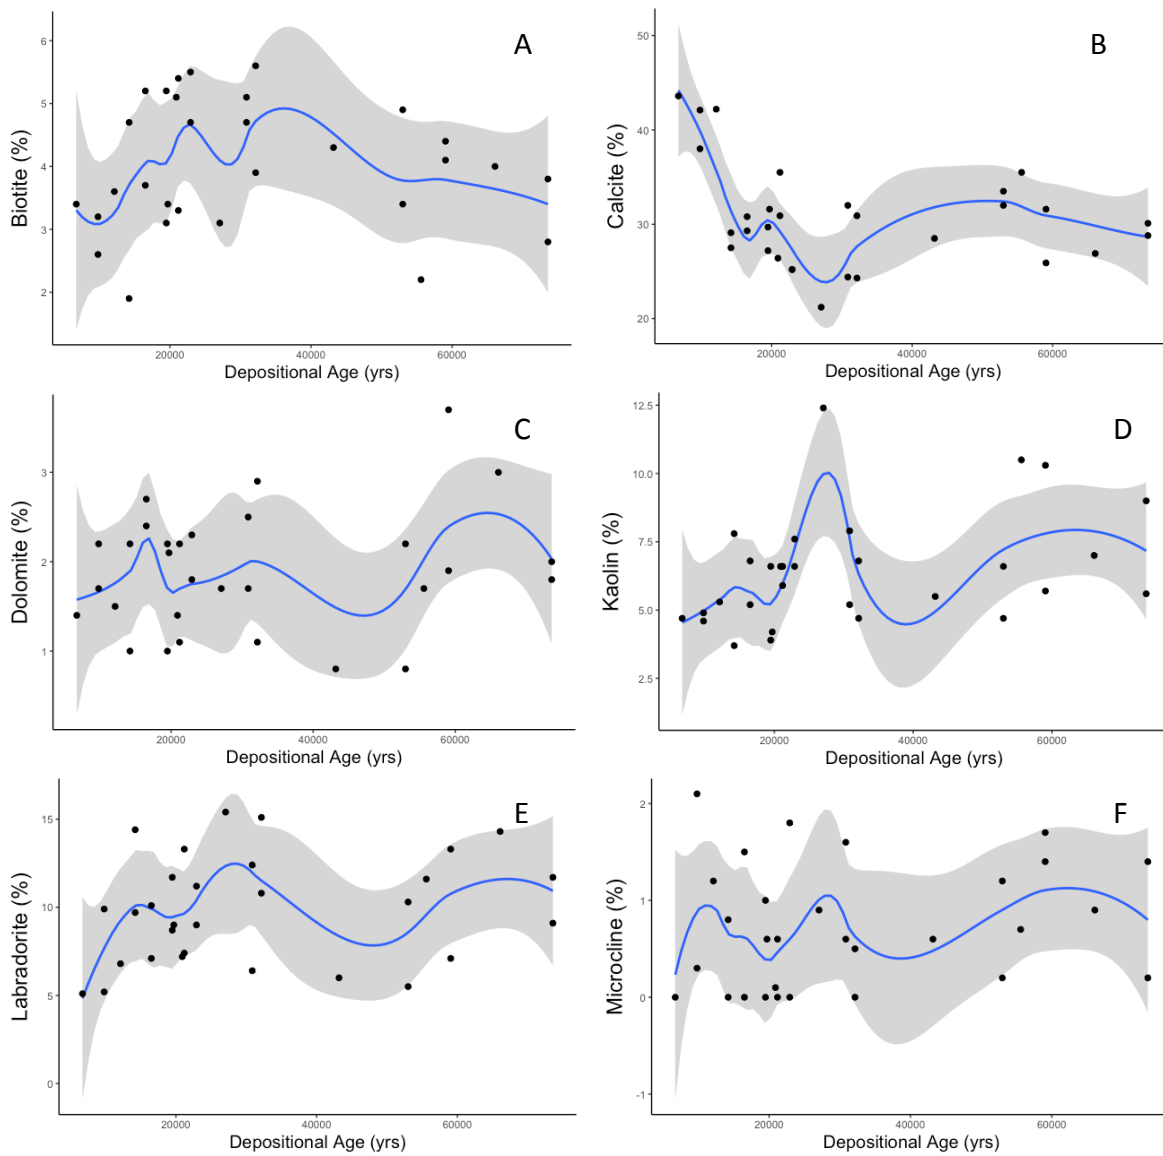 A
6
5
4
3
2
Biotite (%)
20000 40000 60000
Depositional Age (yrs)
B
50
40
30
20
Calcite (%)
20000 40000 60000
Depositional Age (yrs)
C
3
2
1
Dolomite (%)
20000 40000 60000
Depositional Age (yrs)
D
12.5
10.0
7.5
5.0
2.5
Kaolin (%)
20000 40000 60000
Depositional Age (yrs)
E
15
10
5
0
Labradorite (%)
20000 40000 60000
Depositional Age (yrs)
F
2
1
0
-1
Microcline (%)
20000 40000 60000
Depositional Age (yrs)